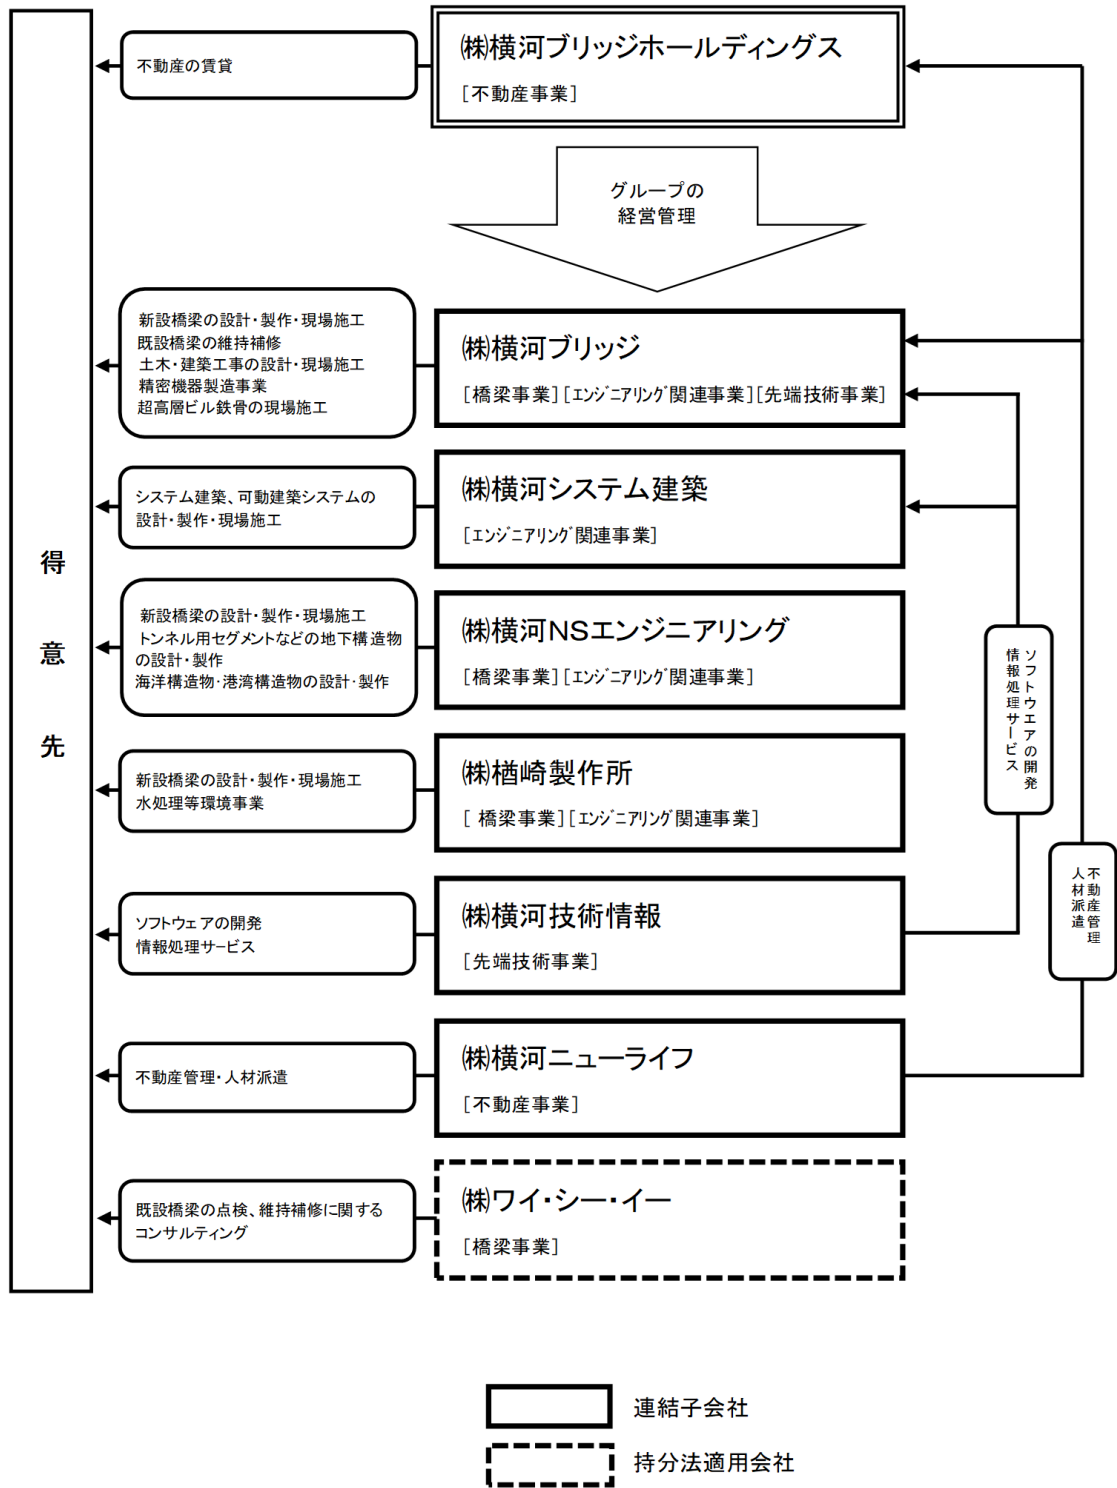 ㈱横河ブリッジホールディングス
[不動産事業]
不動産の賃貸
グループの
経営管理
新設橋梁の設計・製作・現場施工
既設橋梁の維持補修
土木・建築工事の設計・現場施工
精密機器製造事業
超高層ビル鉄骨の現場施工
㈱横河ブリッジ
[橋梁事業][ｴﾝｼﾞﾆｱﾘﾝｸﾞ関連事業][先端技術事業]
システム建築、可動建築システムの
設計・製作・現場施工
㈱横河システム建築
[ｴﾝｼﾞﾆｱﾘﾝｸﾞ関連事業]
新設橋梁の設計・製作・現場施工
トンネル用セグメントなどの地下構造物
の設計・製作
海洋構造物・港湾構造物の設計・製作
㈱横河NSエンジニアリング
[橋梁事業][ｴﾝｼﾞﾆｱﾘﾝｸﾞ関連事業]
新設橋梁の設計・製作・現場施工
水処理等環境事業
㈱楢崎製作所
[ 橋梁事業][ｴﾝｼﾞﾆｱﾘﾝｸﾞ関連事業]
ソフトウェアの開発
情報処理サービス
㈱横河技術情報
[先端技術事業]
不動産管理・人材派遣
㈱横河ニューライフ
[不動産事業]
既設橋梁の点検、維持補修に関する
コンサルティング
㈱ワイ・シー・イー
[橋梁事業]
得意先
ソフトウエアの開発
情報処理サービス
不動産管理
人材派遣
連結子会社
持分法適用会社